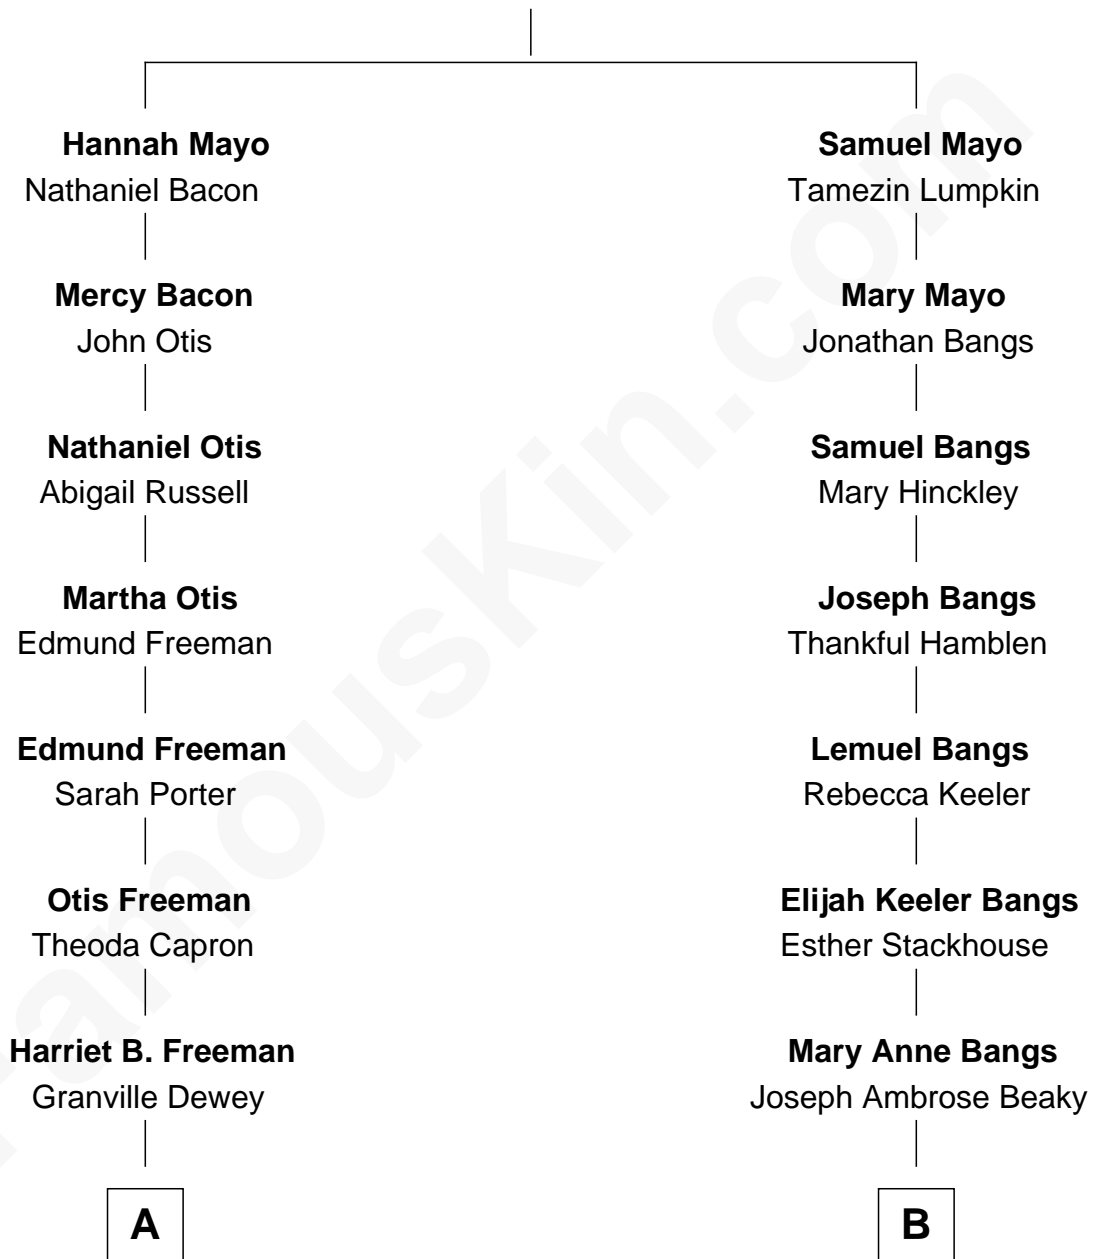 Hannah Mayo
Nathaniel Bacon
Mercy Bacon
John Otis
Nathaniel Otis
Abigail Russell
Martha Otis
Edmund Freeman
Edmund Freeman
Sarah Porter
Otis Freeman
Theoda Capron
Harriet B. Freeman
Granville Dewey
A
Samuel Mayo
Tamezin Lumpkin
Mary Mayo
Jonathan Bangs
Samuel Bangs
Mary Hinckley
Joseph Bangs
Thankful Hamblen
Lemuel Bangs
Rebecca Keeler
Elijah Keeler Bangs
Esther Stackhouse
Mary Anne Bangs
Joseph Ambrose Beaky
B
FamousKin.com